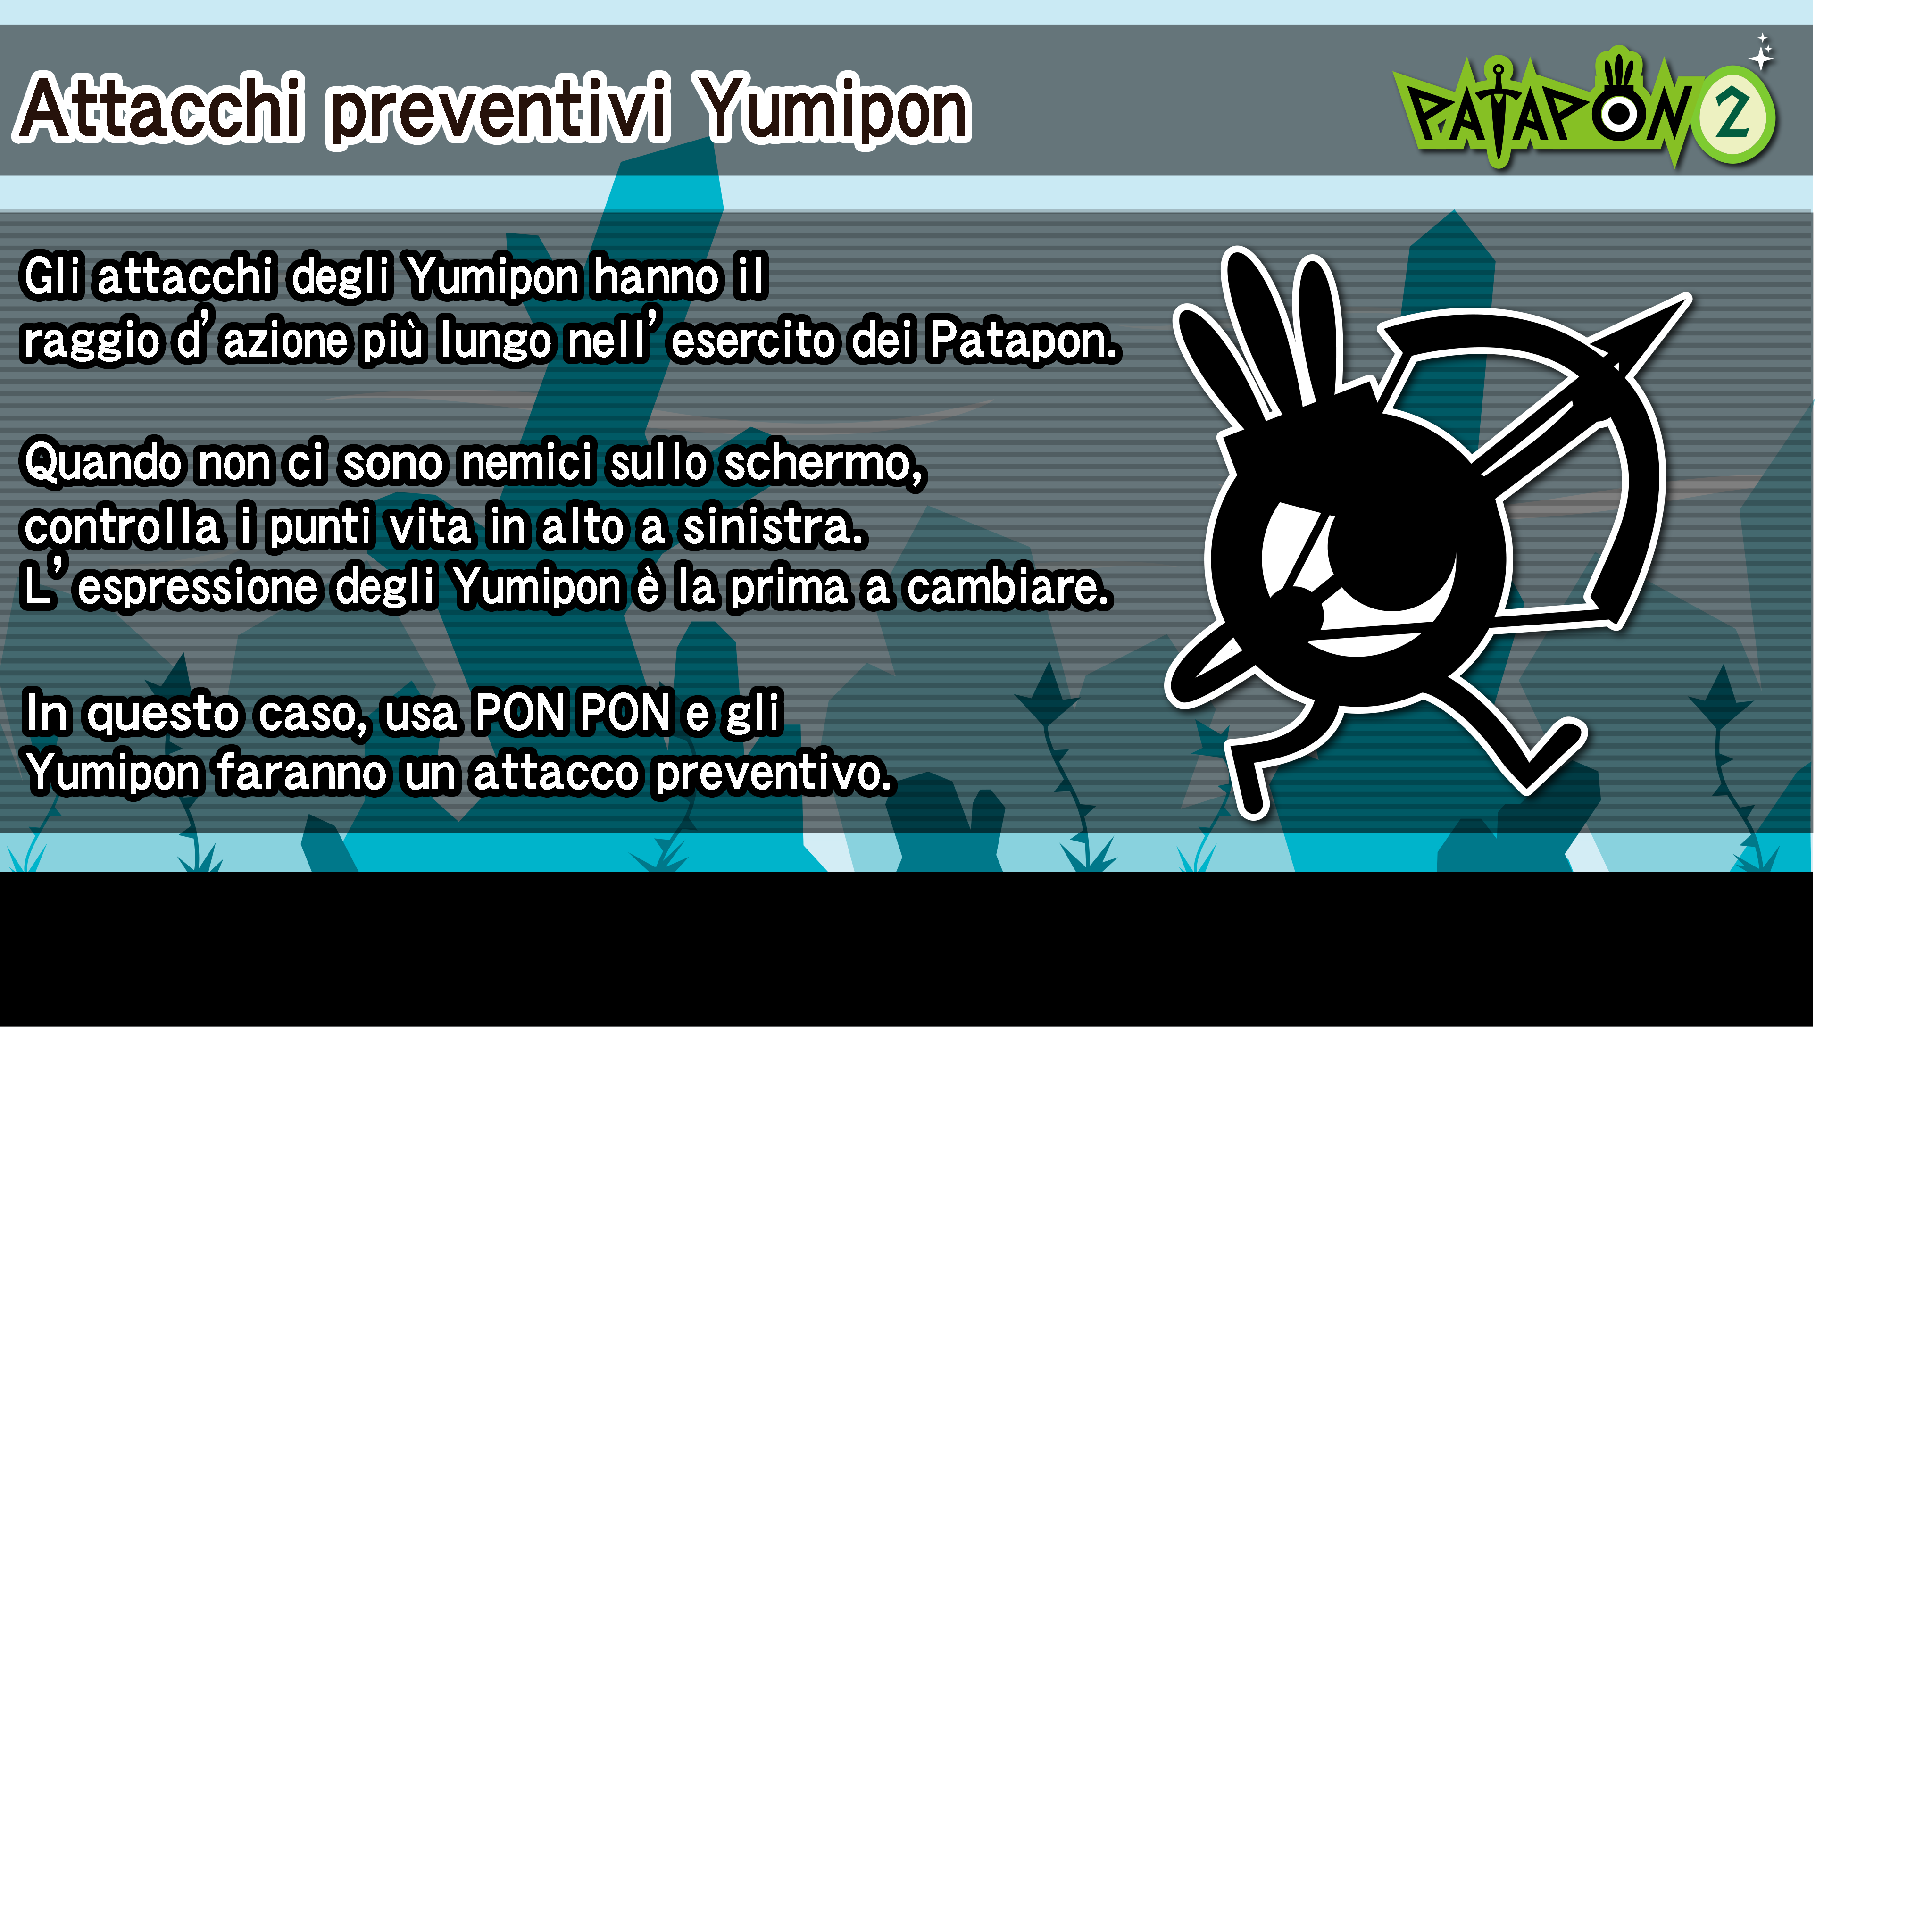 Attacchi preventivi Yumipon
PATAPON 2
Gli attacchi degli Yumipon hanno il
raggio d'azione più lungo nell'esercito dei Patapon.
Quando non ci sono nemici sullo schermo,
controlla i punti vita in alto a sinistra.
L'espressione degli Yumipon è la prima a cambiare.
In questo caso, usa PON PON e gli
Yumipon faranno un attacco preventivo.